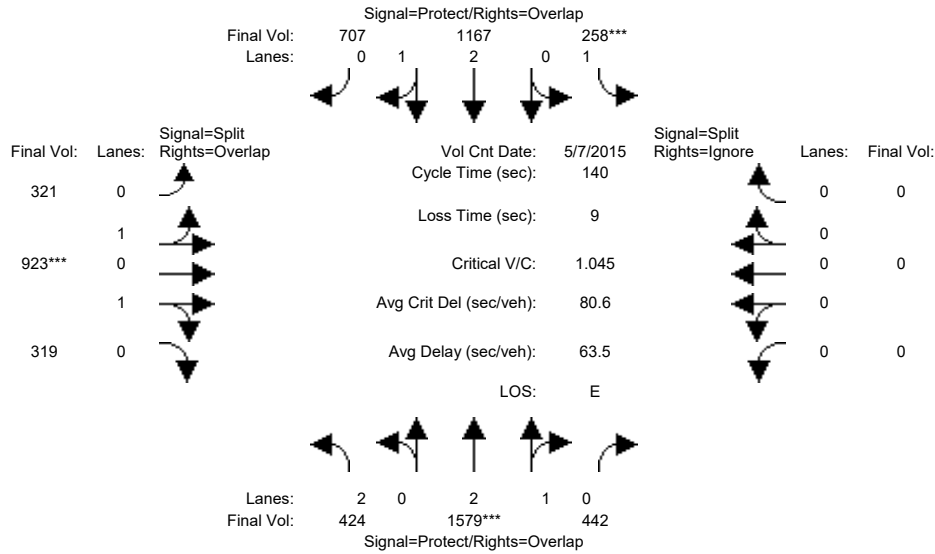 Signal=Protect/Rights=Overlap
Final Vol: 707 1167 258***
Lanes: 0 1 2 0 1
Signal=Split
Final Vol: Lanes: Rights=Overlap
Vol Cnt Date: 5/7/2015
Signal=Split
Rights=Ignore Lanes: Final Vol:
Cycle Time (sec): 140
321 0
0 0
Loss Time (sec): 9
1
0
923*** 0
Critical V/C: 1.045
0 0
1
Avg Crit Del (sec/veh): 80.6
0
319 0
Avg Delay (sec/veh): 63.5
0 0
LOS: E
Lanes: 2 0 2 1 0
Final Vol: 424 1579*** 442
Signal=Protect/Rights=Overlap